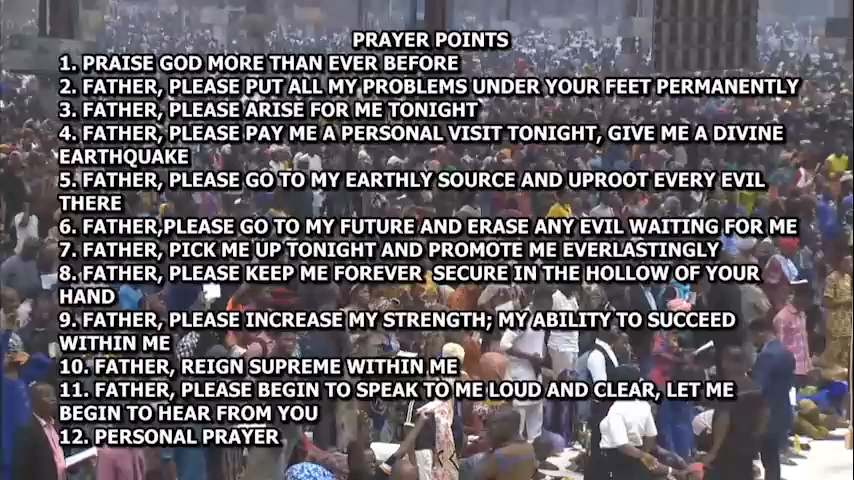 PRAYER POINTS
1. PRAISE GOD MORE THAN EVER BEFORE
2. FATHER, PLEASE PUT ALL MY PROBLEMS UNDER YOUR FEET PERMANENTLY
3. FATHER, PLEASE ARISE FOR ME TONIGHT
4. FATHER, PLEASE PAY ME A PERSONAL VISIT TONIGHT, GIVE ME A DIVINE
EARTHQUAKE
5. FATHER, PLEASE GO TO MY EARTHLY SOURCE AND UPROOT EVERY EVIL
THERE
6. FATHER,PLEASE GO TO MY FUTURE AND ERASE ANY EVIL WAITING FOR ME
7. FATHER, PICK ME UP TONIGHT AND PROMOTE ME EVERLASTINGLY
8. FATHER, PLEASE KEEP ME FOREVER  SECURE IN THE HOLLOW OF YOUR
HAND
9. FATHER, PLEASE INCREASE MY STRENGTH; MY ABILITY TO SUCCEED
WITHIN ME
10. FATHER, REIGN SUPREME WITHIN ME
11. FATHER, PLEASE BEGIN TO SPEAK TO ME LOUD AND CLEAR, LET ME
BEGIN TO HEAR FROM YOU
12. PERSONAL PRAYER